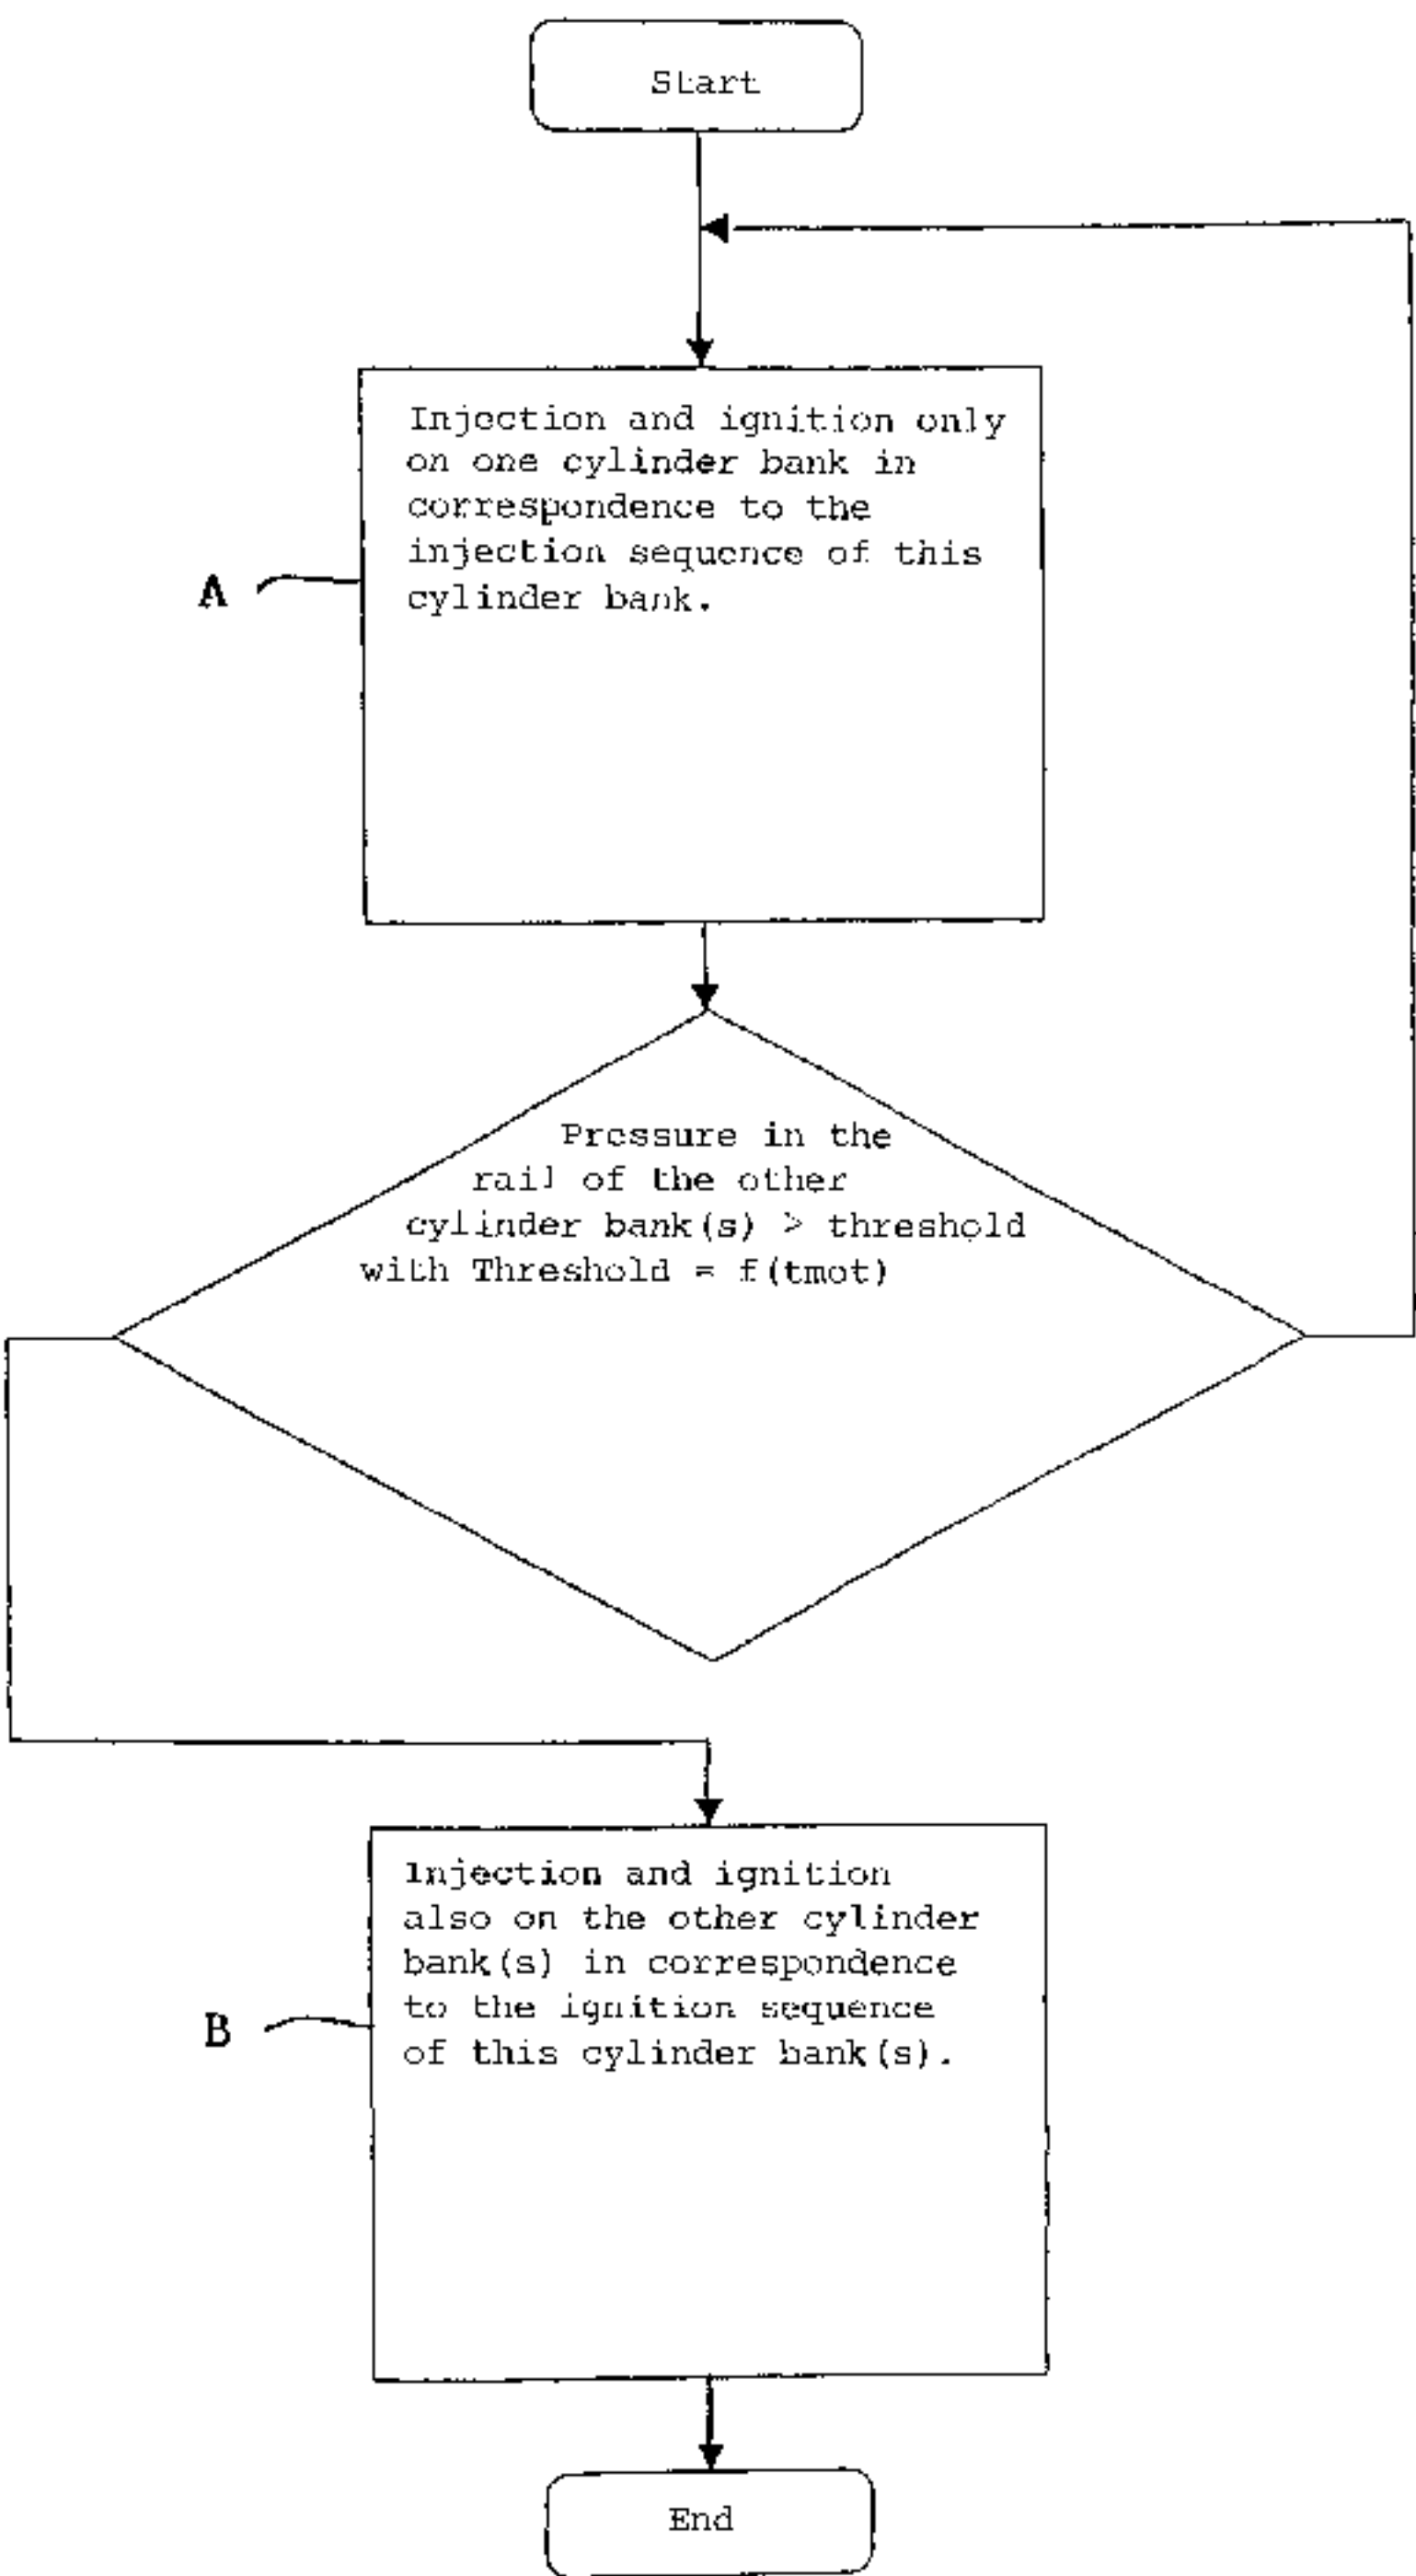 Start
Injection and ignition only
on one cylinder bank in
correspondence to the
injection sequence of this
cylinder bank.
A
Pressure in the
rail of the other
cylinder bank(s) > threshold
with Threshold = f(tmot)
Injection and ignition
also on the other cylinder
bank(s) in correspondence
to the ignition sequence
of this cylinder bank(s).
B
End